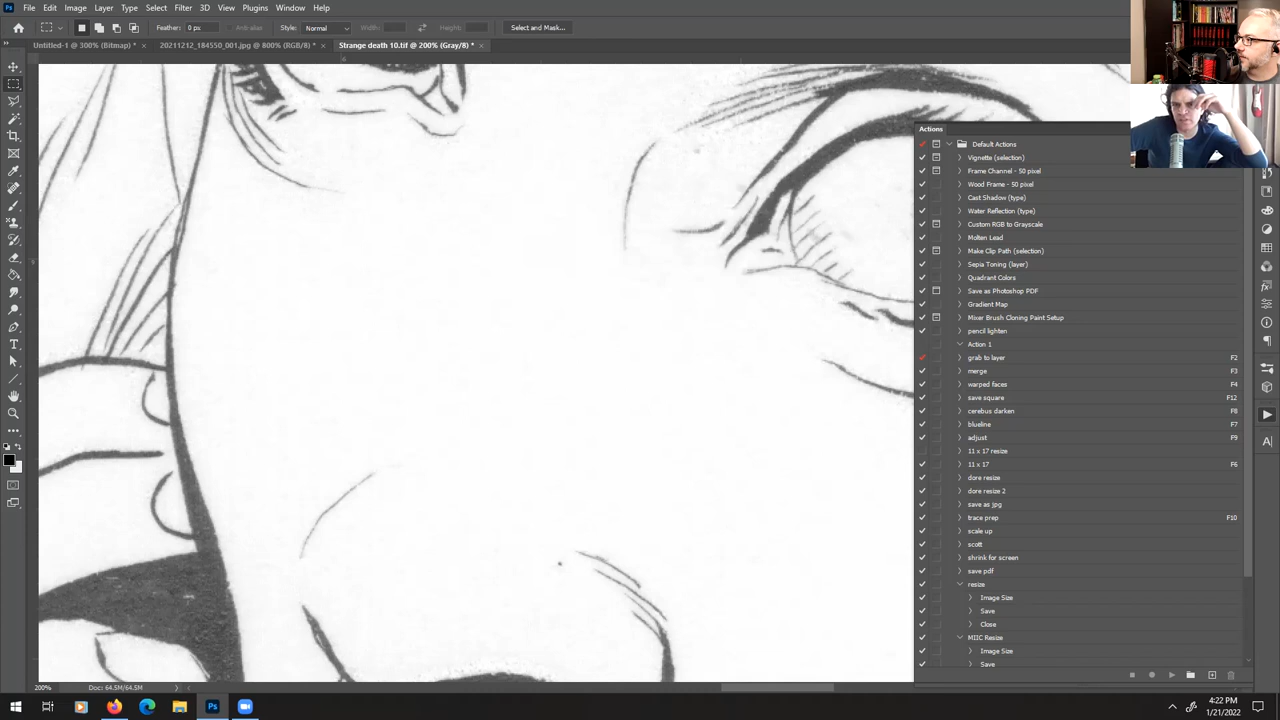 File Edit Image Layer Type Select Filter 3D View Plugins Window Help
Feather: 0 px Anti-alias Style: Normal Width: Height: Select and Mask...
Untitled-1 @ 300% (Bitmap) * × 20211212_184550_001.jpg @ 800% (RGB/8) * × Strange death 10.tif @ 200% (Gray/8) * ×
Actions
Default Actions
Vignette (selection)
Frame Channel - 50 pixel
Wood Frame - 50 pixel
Cast Shadow (type)
Water Reflection (type)
Custom RGB to Grayscale
Molten Lead
Make Clip Path (selection)
Sepia Toning (layer)
Quadrant Colors
Save as Photoshop PDF
Gradient Map
Mixer Brush Cloning Paint Setup
pencil lighten
Action 1
grab to layer F2
merge F3
warped faces F4
save square F12
cerebus darken F8
blueline F7
adjust F9
11 x 17 resize
11 x 17 F6
dore resize
dore resize 2
save as jpg
trace prep F10
scale up
scott
shrink for screen
save pdf
resize
Image Size
Save
Close
MIIC Resize
Image Size
Save
200% Doc: 64.5M/64.5M
4:22 PM
1/21/2022